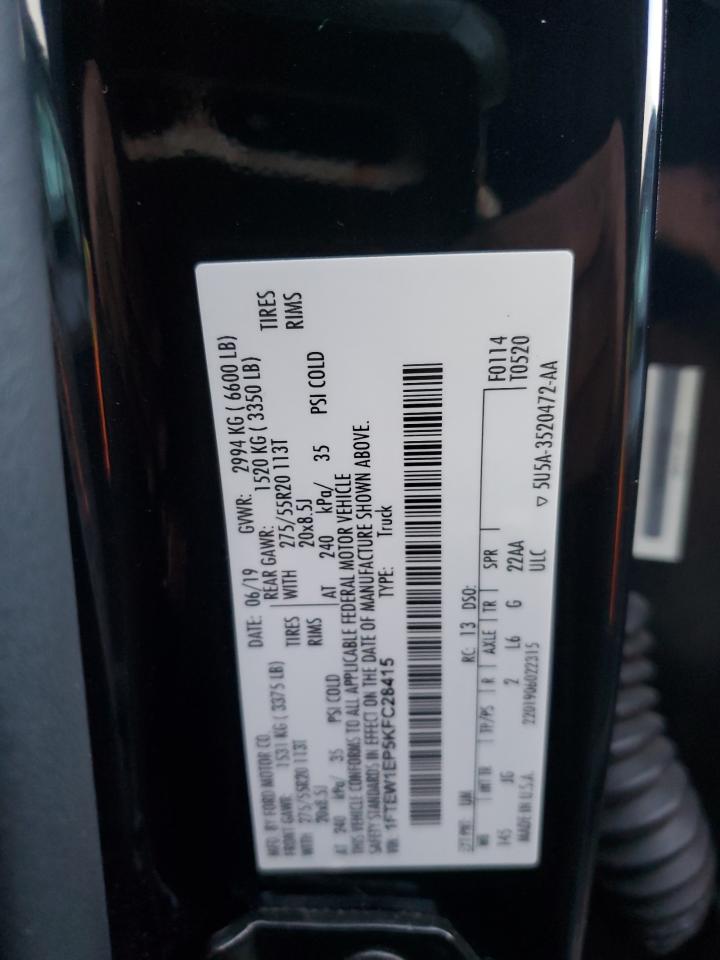 MFD. BY FORD MOTOR CO. DATE: 06/19 GVWR: 2994 KG ( 6600 LB)
FRONT GAWR: 1531 KG ( 3375 LB) REAR GAWR: 1520 KG ( 3350 LB)
WITH 275/55R20 113T TIRES WITH 275/55R20 113T TIRES
20x8.5J RIMS 20x8.5J RIMS
AT 240 kPa/ 35 PSI COLD AT 240 kPa/ 35 PSI COLD
THIS VEHICLE CONFORMS TO ALL APPLICABLE FEDERAL MOTOR VEHICLE
SAFETY STANDARDS IN EFFECT ON THE DATE OF MANUFACTURE SHOWN ABOVE.
VIN: 1FTEW1EP5KFC28415 TYPE: Truck
EXT PNT: UM RC: 13 DSO:
WB INT TR TP/PS R AXLE TR SPR F0114
145 JG 2 L6 G 22AA T0520
MADE IN U.S.A. 2201906022315 ULC ▽ 5U5A-3520472-AA